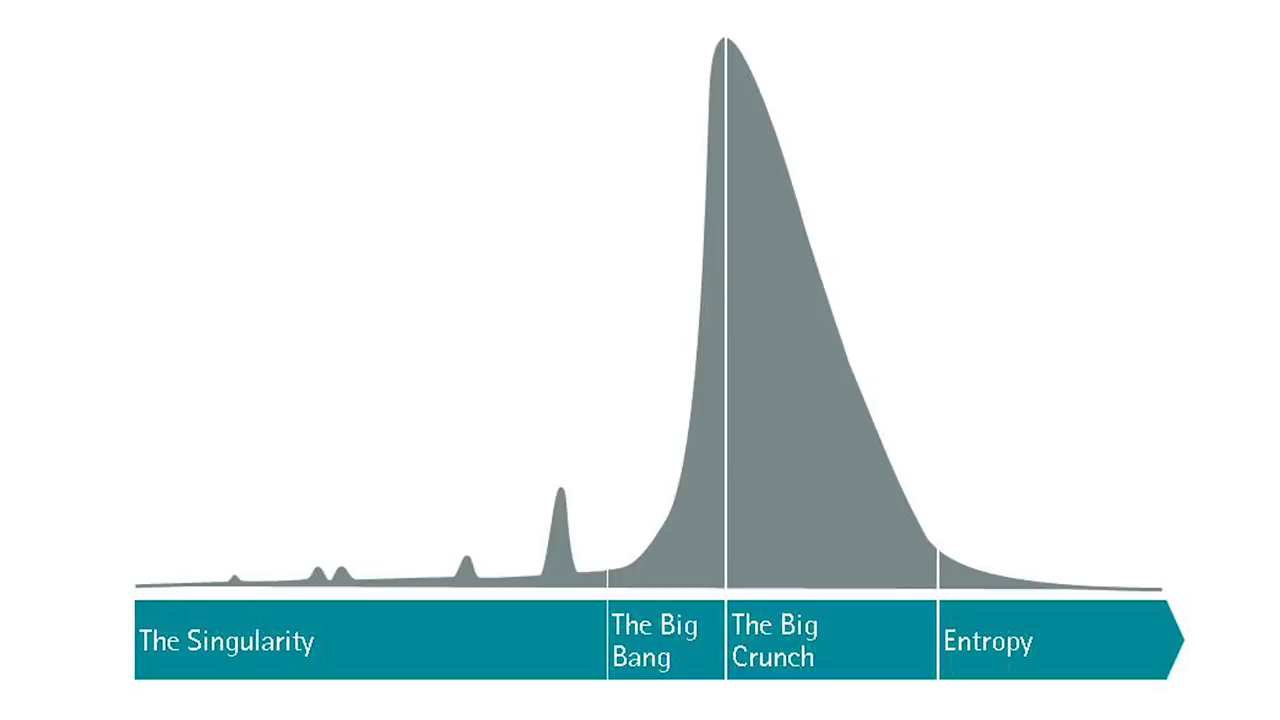 The Singularity
The Big
Bang
The Big
Crunch
Entropy